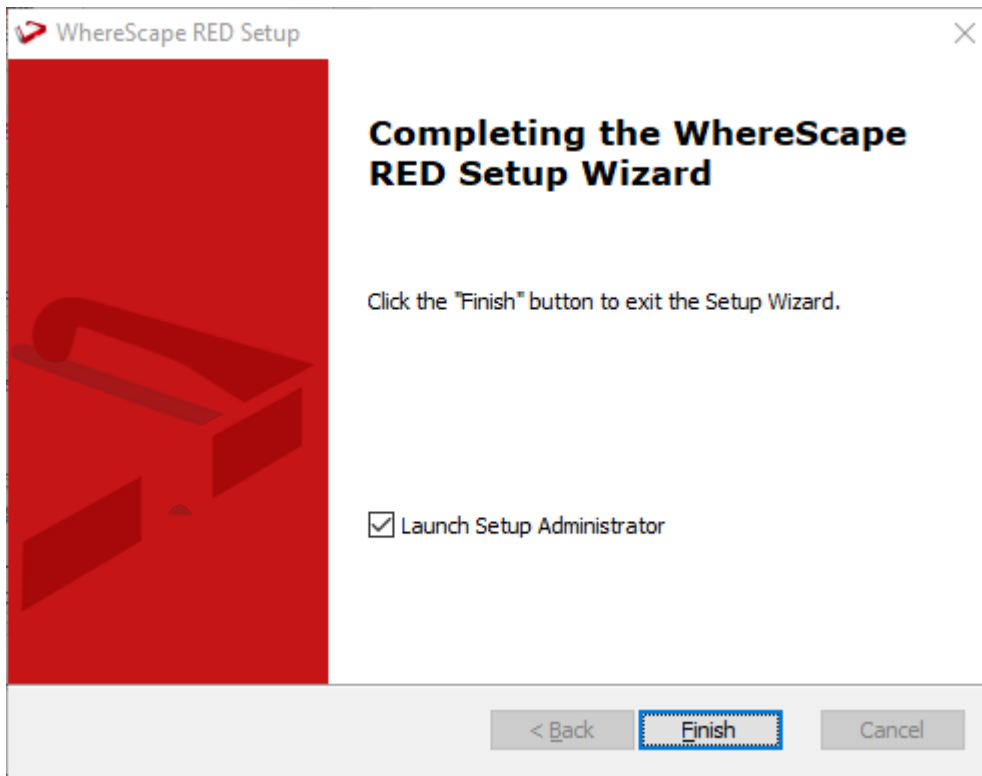 WhereScape RED Setup
Completing the WhereScape
RED Setup Wizard
Click the "Finish" button to exit the Setup Wizard.
Launch Setup Administrator
< Back
Finish
Cancel